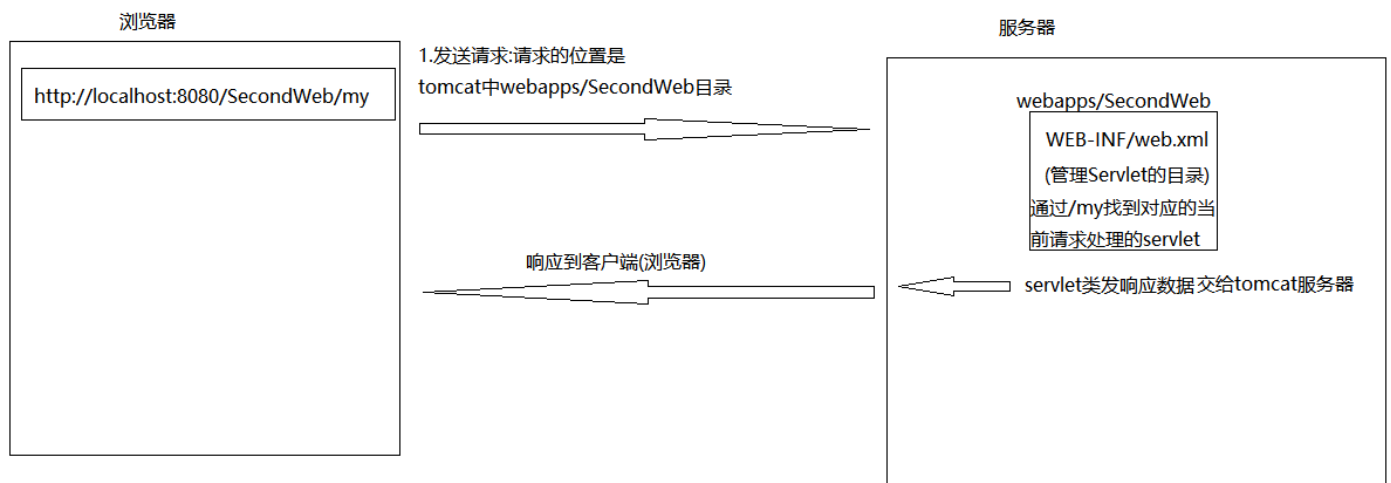 浏览器
http://localhost:8080/SecondWeb/my
1.发送请求:请求的位置是
tomcat中webapps/SecondWeb目录
响应到客户端(浏览器)
服务器
webapps/SecondWeb
WEB-INF/web.xml
(管理Servlet的目录)
通过/my找到对应的当
前请求处理的servlet
servlet类发响应数据 交给tomcat服务器